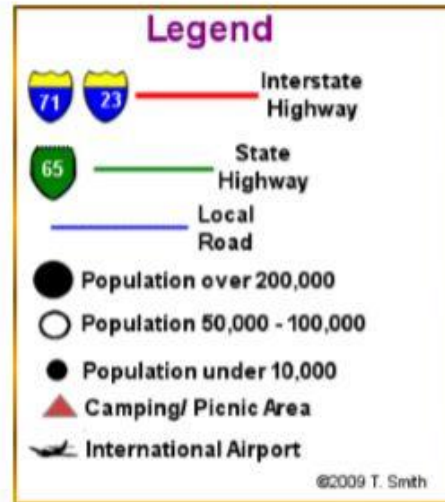 Legend
71 23 Interstate
Highway
65 State
Highway
Local
Road
Population over 200,000
Population 50,000 - 100,000
Population under 10,000
Camping/ Picnic Area
International Airport
©2009 T. Smith